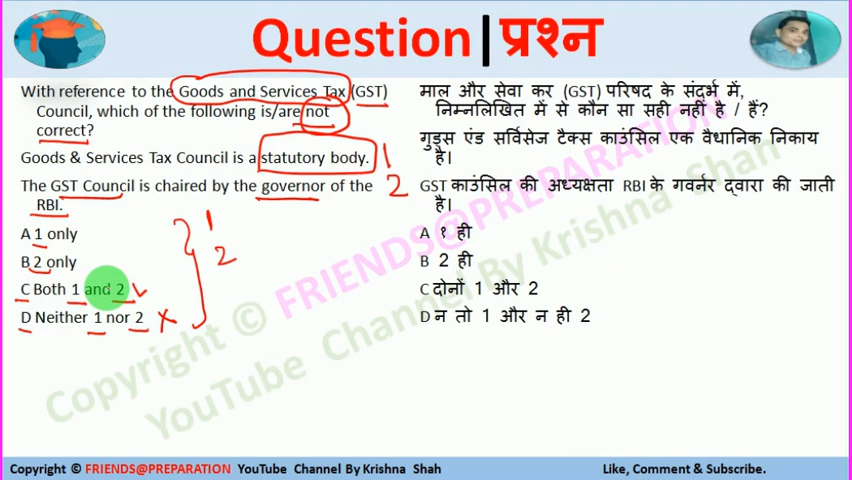 Question|प्रश्न
With reference to the Goods and Services Tax (GST)
Council, which of the following is/are not
correct?
Goods & Services Tax Council is a statutory body. 1
The GST Council is chaired by the governor of the 2
RBI.
A 1 only
B 2 only
C Both 1 and 2
D Neither 1 nor 2
1
2
माल और सेवा कर (GST) परिषद के संदर्भ में,
निम्नलिखित में से कौन सा सही नहीं है / हैं?
गुड्स एंड सर्विसेज टैक्स काउंसिल एक वैधानिक निकाय
है।
GST काउंसिल की अध्यक्षता RBI के गवर्नर द्वारा की जाती
है।
A १ ही
B 2 ही
C दोनों 1 और 2
D न तो 1 और न ही 2
Copyright © FRIENDS@PREPARATION
YouTube Channel By Krishna Shah
Copyright © FRIENDS@PREPARATION YouTube Channel By Krishna Shah
Like, Comment & Subscribe.